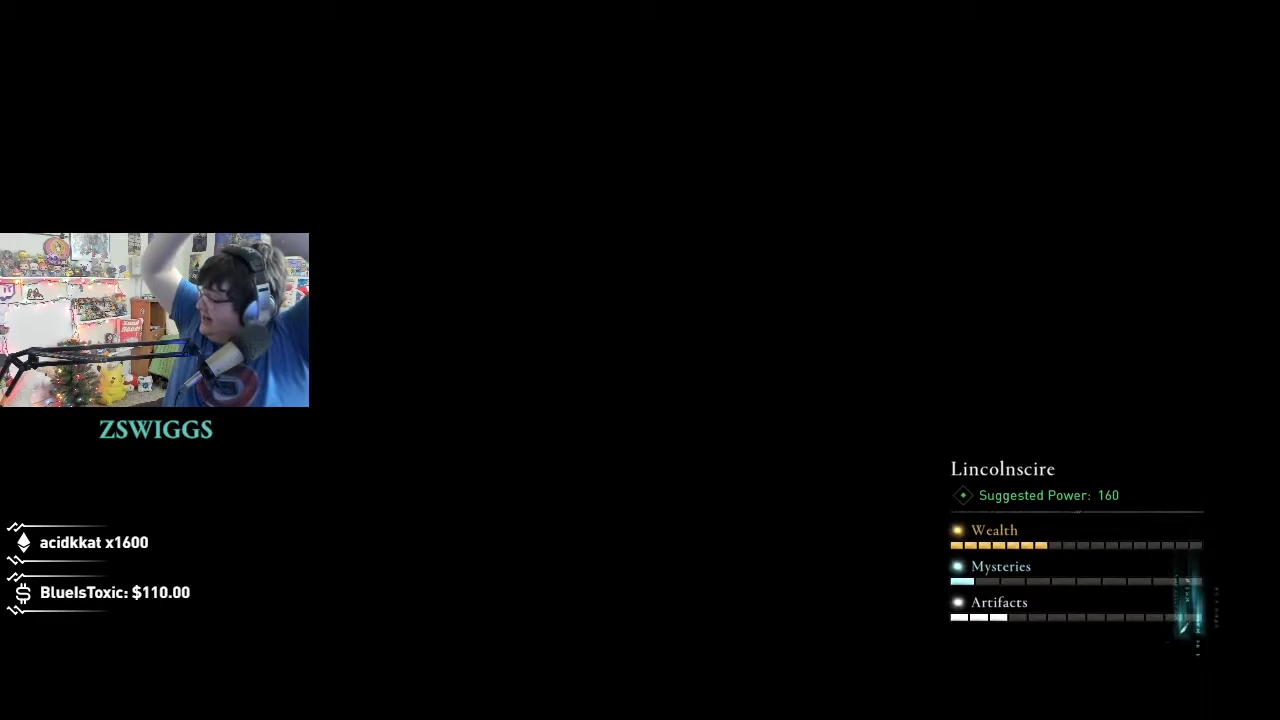 ZSWIGGS
acidkkat x1600
BlueIsToxic: $110.00
Lincolnscire
Suggested Power: 160
Wealth
Mysteries
Artifacts